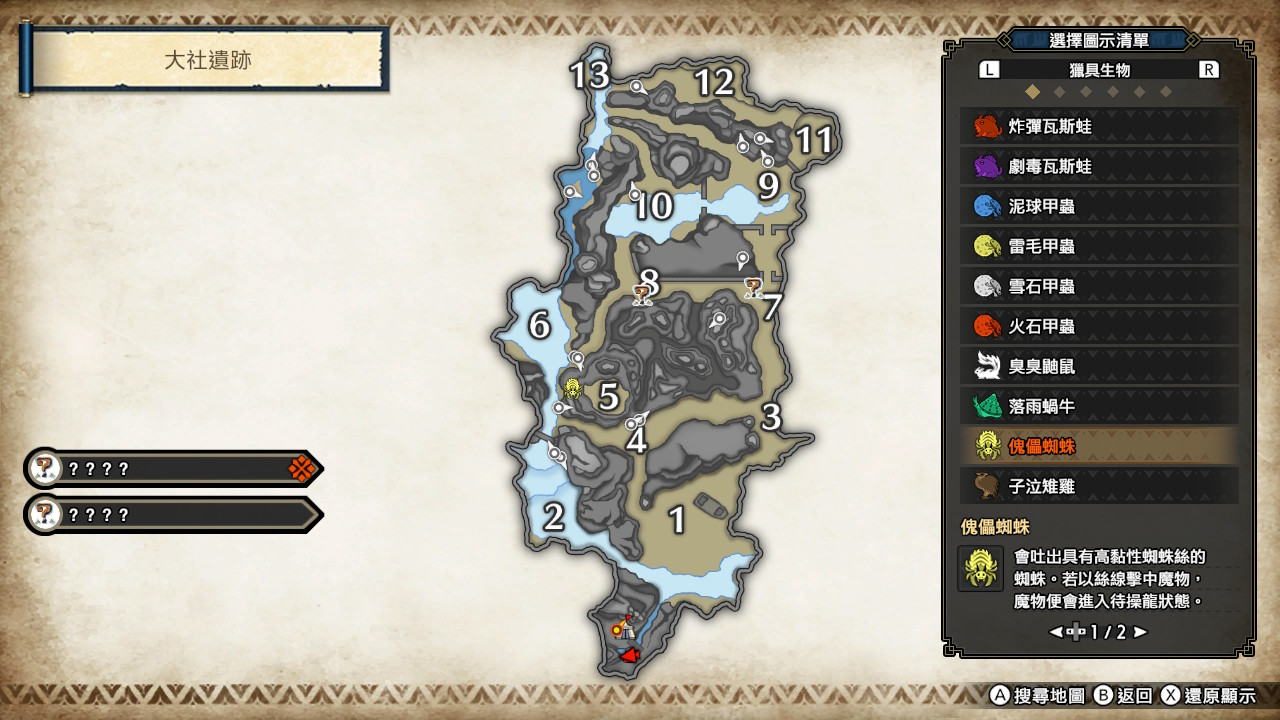 大社遺跡
選擇圖示清單
L 獵具生物 R
炸彈瓦斯蛙
劇毒瓦斯蛙
泥球甲蟲
雷毛甲蟲
雪石甲蟲
火石甲蟲
臭臭鼬鼠
落雨蝸牛
傀儡蜘蛛
子泣雉雞
傀儡蜘蛛
會吐出具有高黏性蜘蛛絲的
蜘蛛。若以絲線擊中魔物,
魔物便會進入待操龍狀態。
1 / 2
13
12
11
9
10
8
7
6
5
3
4
2
1
? ? ? ?
? ? ? ?
A 搜尋地圖 B 返回 X 還原顯示